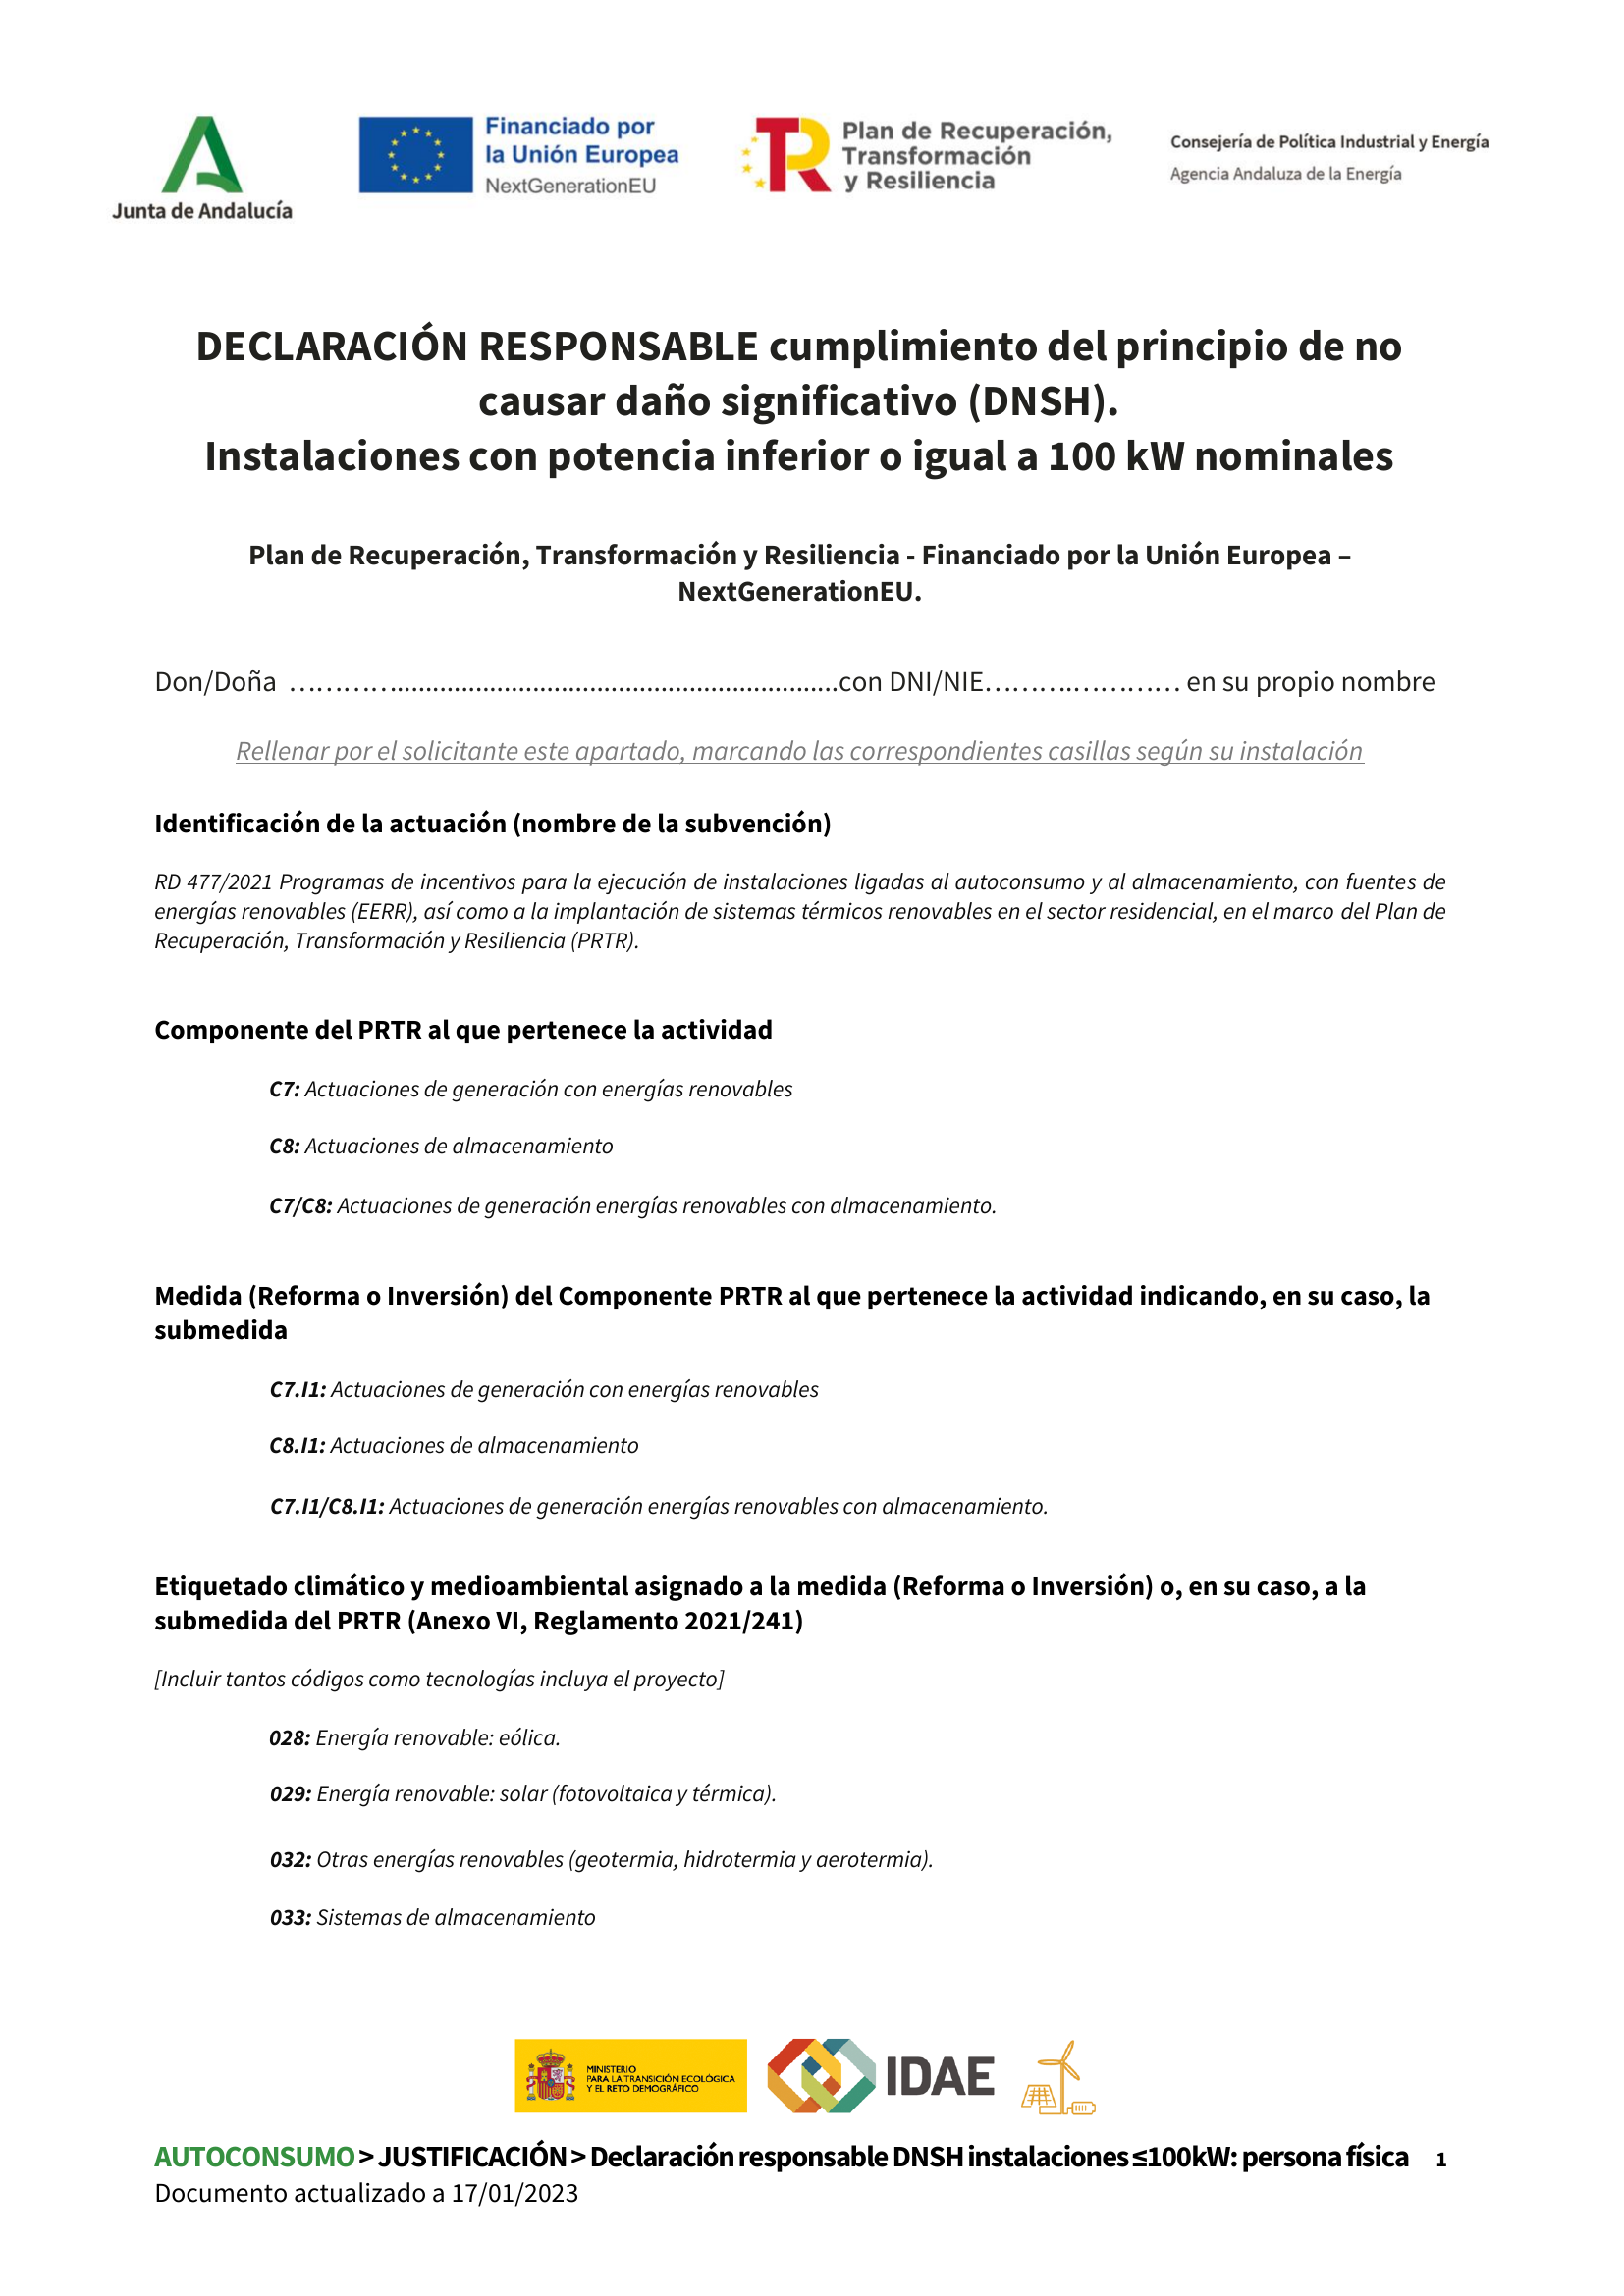 Junta de Andalucía
Financiado por
la Unión Europea
NextGenerationEU
Plan de Recuperación,
Transformación
y Resiliencia
Consejería de Política Industrial y Energía
Agencia Andaluza de la Energía
DECLARACIÓN RESPONSABLE cumplimiento del principio de no
causar daño significativo (DNSH).
Instalaciones con potencia inferior o igual a 100 kW nominales
Plan de Recuperación, Transformación y Resiliencia - Financiado por la Unión Europea –
NextGenerationEU.
Don/Doña …………..............................................................con DNI/NIE……….………… en su propio nombre
Rellenar por el solicitante este apartado, marcando las correspondientes casillas según su instalación
Identificación de la actuación (nombre de la subvención)
RD 477/2021 Programas de incentivos para la ejecución de instalaciones ligadas al autoconsumo y al almacenamiento, con fuentes de
energías renovables (EERR), así como a la implantación de sistemas térmicos renovables en el sector residencial, en el marco del Plan de
Recuperación, Transformación y Resiliencia (PRTR).
Componente del PRTR al que pertenece la actividad
C7: Actuaciones de generación con energías renovables
C8: Actuaciones de almacenamiento
C7/C8: Actuaciones de generación energías renovables con almacenamiento.
Medida (Reforma o Inversión) del Componente PRTR al que pertenece la actividad indicando, en su caso, la
submedida
C7.I1: Actuaciones de generación con energías renovables
C8.I1: Actuaciones de almacenamiento
C7.I1/C8.I1: Actuaciones de generación energías renovables con almacenamiento.
Etiquetado climático y medioambiental asignado a la medida (Reforma o Inversión) o, en su caso, a la
submedida del PRTR (Anexo VI, Reglamento 2021/241)
[Incluir tantos códigos como tecnologías incluya el proyecto]
028: Energía renovable: eólica.
029: Energía renovable: solar (fotovoltaica y térmica).
032: Otras energías renovables (geotermia, hidrotermia y aerotermia).
033: Sistemas de almacenamiento
MINISTERIO
PARA LA TRANSICIÓN ECOLÓGICA
Y EL RETO DEMOGRÁFICO
IDAE
AUTOCONSUMO > JUSTIFICACIÓN > Declaración responsable DNSH instalaciones ≤100kW: persona física 1
Documento actualizado a 17/01/2023